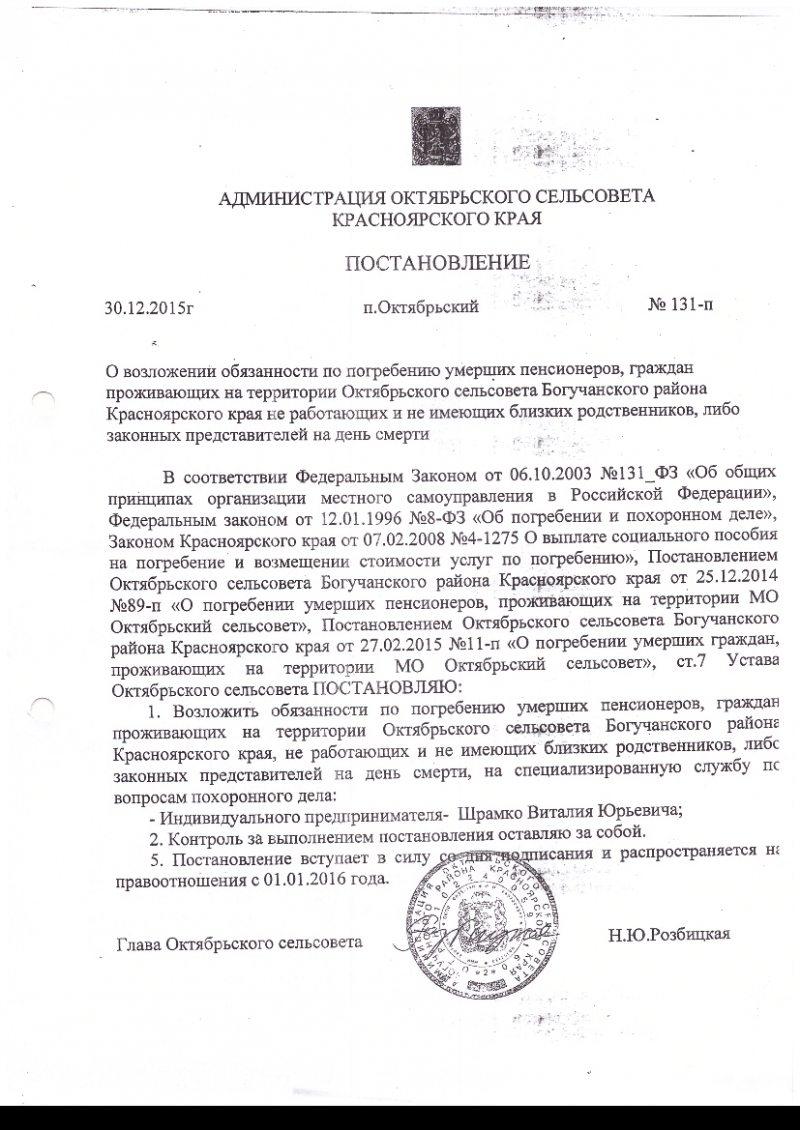 АДМИНИСТРАЦИЯ ОКТЯБРЬСКОГО СЕЛЬСОВЕТА
КРАСНОЯРСКОГО КРАЯ
ПОСТАНОВЛЕНИЕ
30.12.2015г п.Октябрьский № 131-п
О возложении обязанности по погребению умерших пенсионеров, граждан
проживающих на территории Октябрьского сельсовета Богучанского района
Красноярского края не работающих и не имеющих близких родственников, либо
законных представителей на день смерти
В соответствии Федеральным Законом от 06.10.2003 №131_ФЗ «Об общих
принципах организации местного самоуправления в Российской Федерации»,
Федеральным законом от 12.01.1996 №8-ФЗ «Об погребении и похоронном деле»,
Законом Красноярского края от 07.02.2008 №4-1275 О выплате социального пособия
на погребение и возмещении стоимости услуг по погребению», Постановлением
Октябрьского сельсовета Богучанского района Красноярского края от 25.12.2014
№89-п «О погребении умерших пенсионеров, проживающих на территории МО
Октябрьский сельсовет», Постановлением Октябрьского сельсовета Богучанского
района Красноярского края от 27.02.2015 №11-п «О погребении умерших граждан,
проживающих на территории МО Октябрьский сельсовет», ст.7 Устава
Октябрьского сельсовета ПОСТАНОВЛЯЮ:
1. Возложить обязанности по погребению умерших пенсионеров, граждан
проживающих на территории Октябрьского сельсовета Богучанского района
Красноярского края, не работающих и не имеющих близких родственников, либо
законных представителей на день смерти, на специализированную службу по
вопросам похоронного дела:
- Индивидуального предпринимателя- Шрамко Виталия Юрьевича;
2. Контроль за выполнением постановления оставляю за собой.
5. Постановление вступает в силу со дня подписания и распространяется на
правоотношения с 01.01.2016 года.
Глава Октябрьского сельсовета Н.Ю.Розбицкая